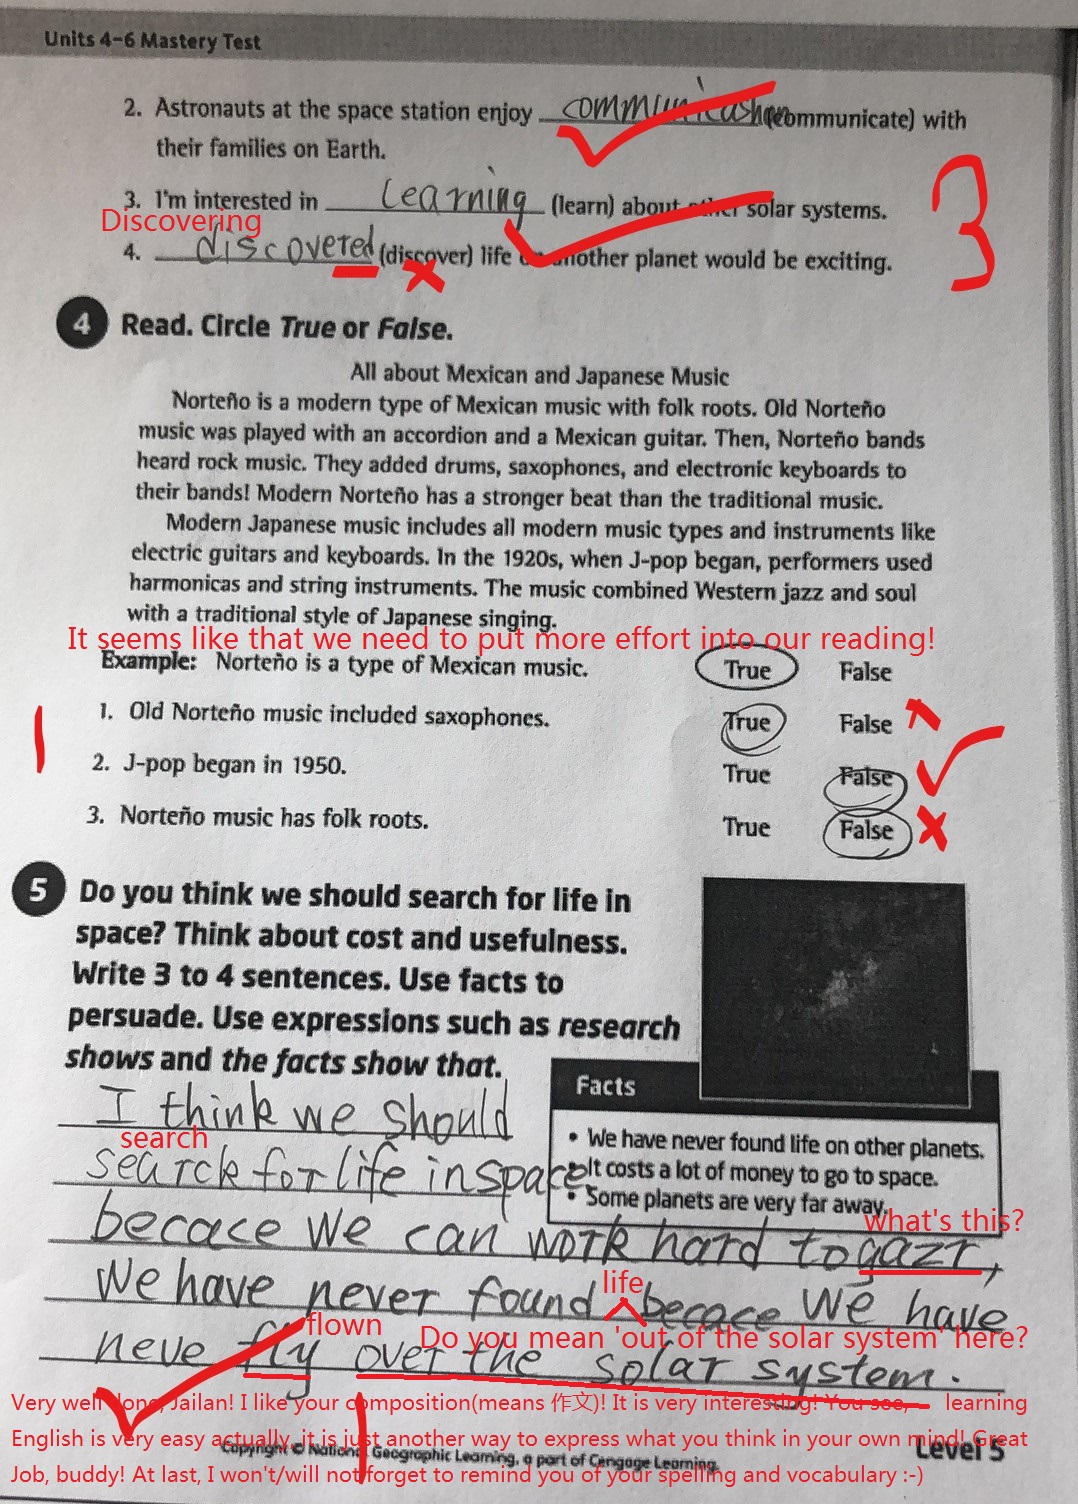 Units 4-6 Mastery Test
2. Astronauts at the space station enjoy (communicate) with
their families on Earth.
3. I'm interested in learning (learn) about other solar systems.
Discovering
4. discovered (discover) life on another planet would be exciting.
3
4 Read. Circle True or False.
All about Mexican and Japanese Music
Norteño is a modern type of Mexican music with folk roots. Old Norteño
music was played with an accordion and a Mexican guitar. Then, Norteño bands
heard rock music. They added drums, saxophones, and electronic keyboards to
their bands! Modern Norteño has a stronger beat than the traditional music.
Modern Japanese music includes all modern music types and instruments like
electric guitars and keyboards. In the 1920s, when J-pop began, performers used
harmonicas and string instruments. The music combined Western jazz and soul
with a traditional style of Japanese singing.
It seems like that we need to put more effort into our reading!
Example: Norteño is a type of Mexican music. True False
1. Old Norteño music included saxophones. True False
1
2. J-pop began in 1950. True False
3. Norteño music has folk roots. True False
5 Do you think we should search for life in
space? Think about cost and usefulness.
Write 3 to 4 sentences. Use facts to
persuade. Use expressions such as research
shows and the facts show that.
Facts
• We have never found life on other planets.
• It costs a lot of money to go to space.
• Some planets are very far away.
I think we should
search
searck for life in space
becace we can work hard to gazr,
what's this?
We have never found becace we have
life
neve fly over the solar system.
flown
Do you mean 'out of the solar system' here?
Very well done, Jailan! I like your composition(means 作文)! It is very interesting! You see, learning
English is very easy actually, it is just another way to express what you think in your own mind! Great
Job, buddy! At last, I won't/will not forget to remind you of your spelling and vocabulary :-)
1
Copyright © National Geographic Learning, a part of Cengage Learning.
Level 5